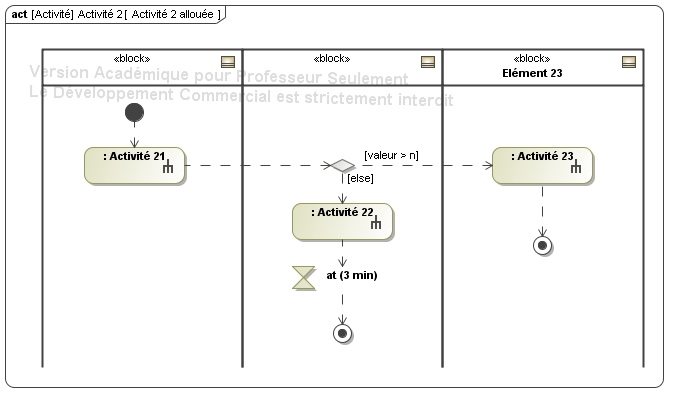 act [Activité] Activité 2 [ Activité 2 allouée ]
«block»
«block»
«block»
Elément 23
Version Académique pour Professeur Seulement
Le Développement Commercial est strictement interdit
: Activité 21
[valeur > n]
: Activité 23
[else]
: Activité 22
at (3 min)